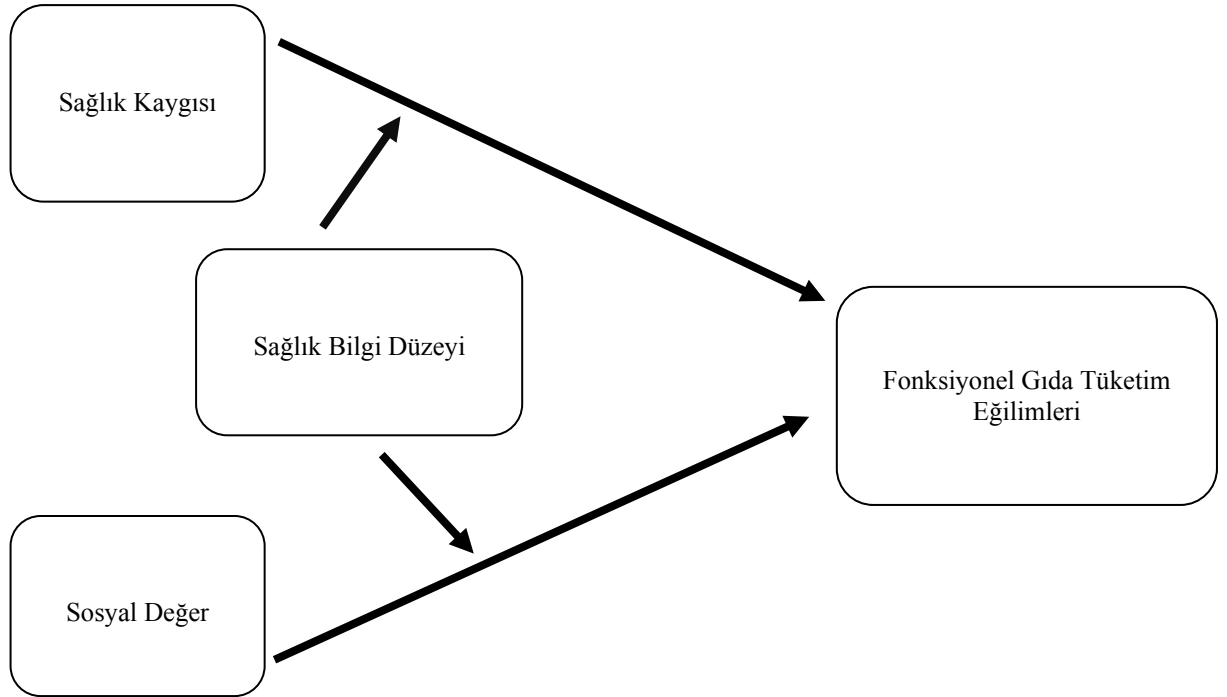 Sağlık Kaygısı
Sağlık Bilgi Düzeyi
Fonksiyonel Gıda Tüketim
Eğilimleri
Sosyal Değer